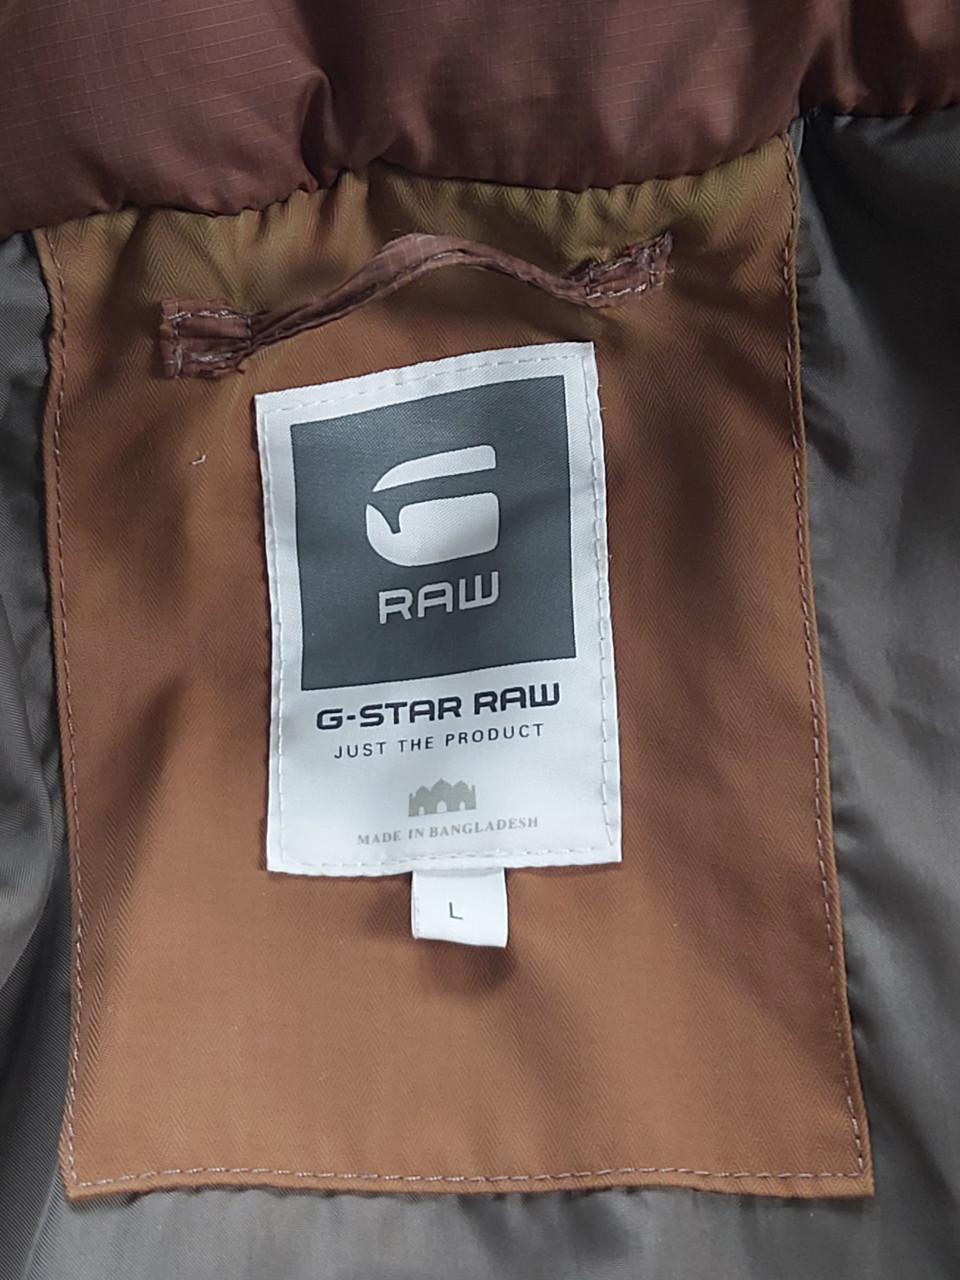 RAW
G-STAR RAW
JUST THE PRODUCT
MADE IN BANGLADESH
L